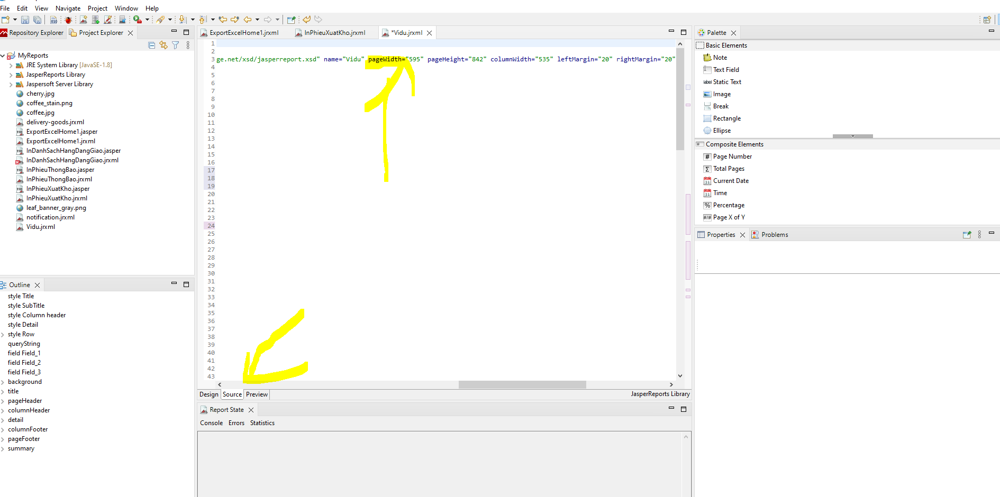 File Edit View Navigate Project Window Help
Repository Explorer Project Explorer
MyReports
JRE System Library [JavaSE-1.8]
JasperReports Library
Jaspersoft Server Library
cherry.jpg
coffee_stain.png
coffee.jpg
delivery-goods.jrxml
ExportExcelHome1.jasper
ExportExcelHome1.jrxml
InDanhSachHangDangGiao.jasper
InDanhSachHangDangGiao.jrxml
InPhieuThongBao.jasper
InPhieuThongBao.jrxml
InPhieuXuatKho.jasper
InPhieuXuatKho.jrxml
leaf_banner_gray.png
notification.jrxml
Vidu.jrxml
Outline
style Title
style SubTitle
style Column header
style Detail
style Row
queryString
field Field_1
field Field_2
field Field_3
background
title
pageHeader
columnHeader
detail
columnFooter
pageFooter
summary
ExportExcelHome1.jrxml InPhieuXuatKho.jrxml *Vidu.jrxml
1
2
3 ge.net/xsd/jasperreport.xsd" name="Vidu" pageWidth="595" pageHeight="842" columnWidth="535" leftMargin="20" rightMargin="20"
4
5
6
7
8
9
10
11
12
13
14
15
16
17
18
19
20
21
22
23
24
25
26
27
28
29
30
31
32
33
34
35
36
37
38
39
40
41
42
43
Design Source Preview JasperReports Library
Report State
Console Errors Statistics
Palette
Basic Elements
Note
Text Field
label Static Text
Image
Break
Rectangle
Ellipse
Composite Elements
# Page Number
Σ Total Pages
31 Current Date
31 Time
% Percentage
#/# Page X of Y
Properties Problems